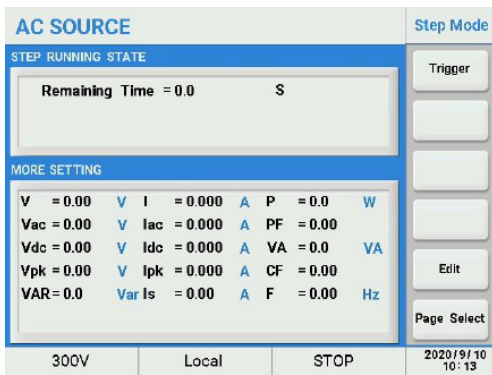 AC SOURCE
Step Mode
STEP RUNNING STATE
Remaining Time =0.0 S
Trigger
MORE SETTING
V = 0.00 V I = 0.000 A P = 0.0 W
Vac = 0.00 V Iac = 0.000 A PF = 0.00
Vdc = 0.00 V Idc = 0.000 A VA = 0.0 VA
Vpk = 0.00 V Ipk = 0.000 A CF = 0.00
VAR= 0.0 Var Is = 0.00 A F = 0.00 Hz
Edit
Page Select
300V Local STOP 2020/9/10
10:13